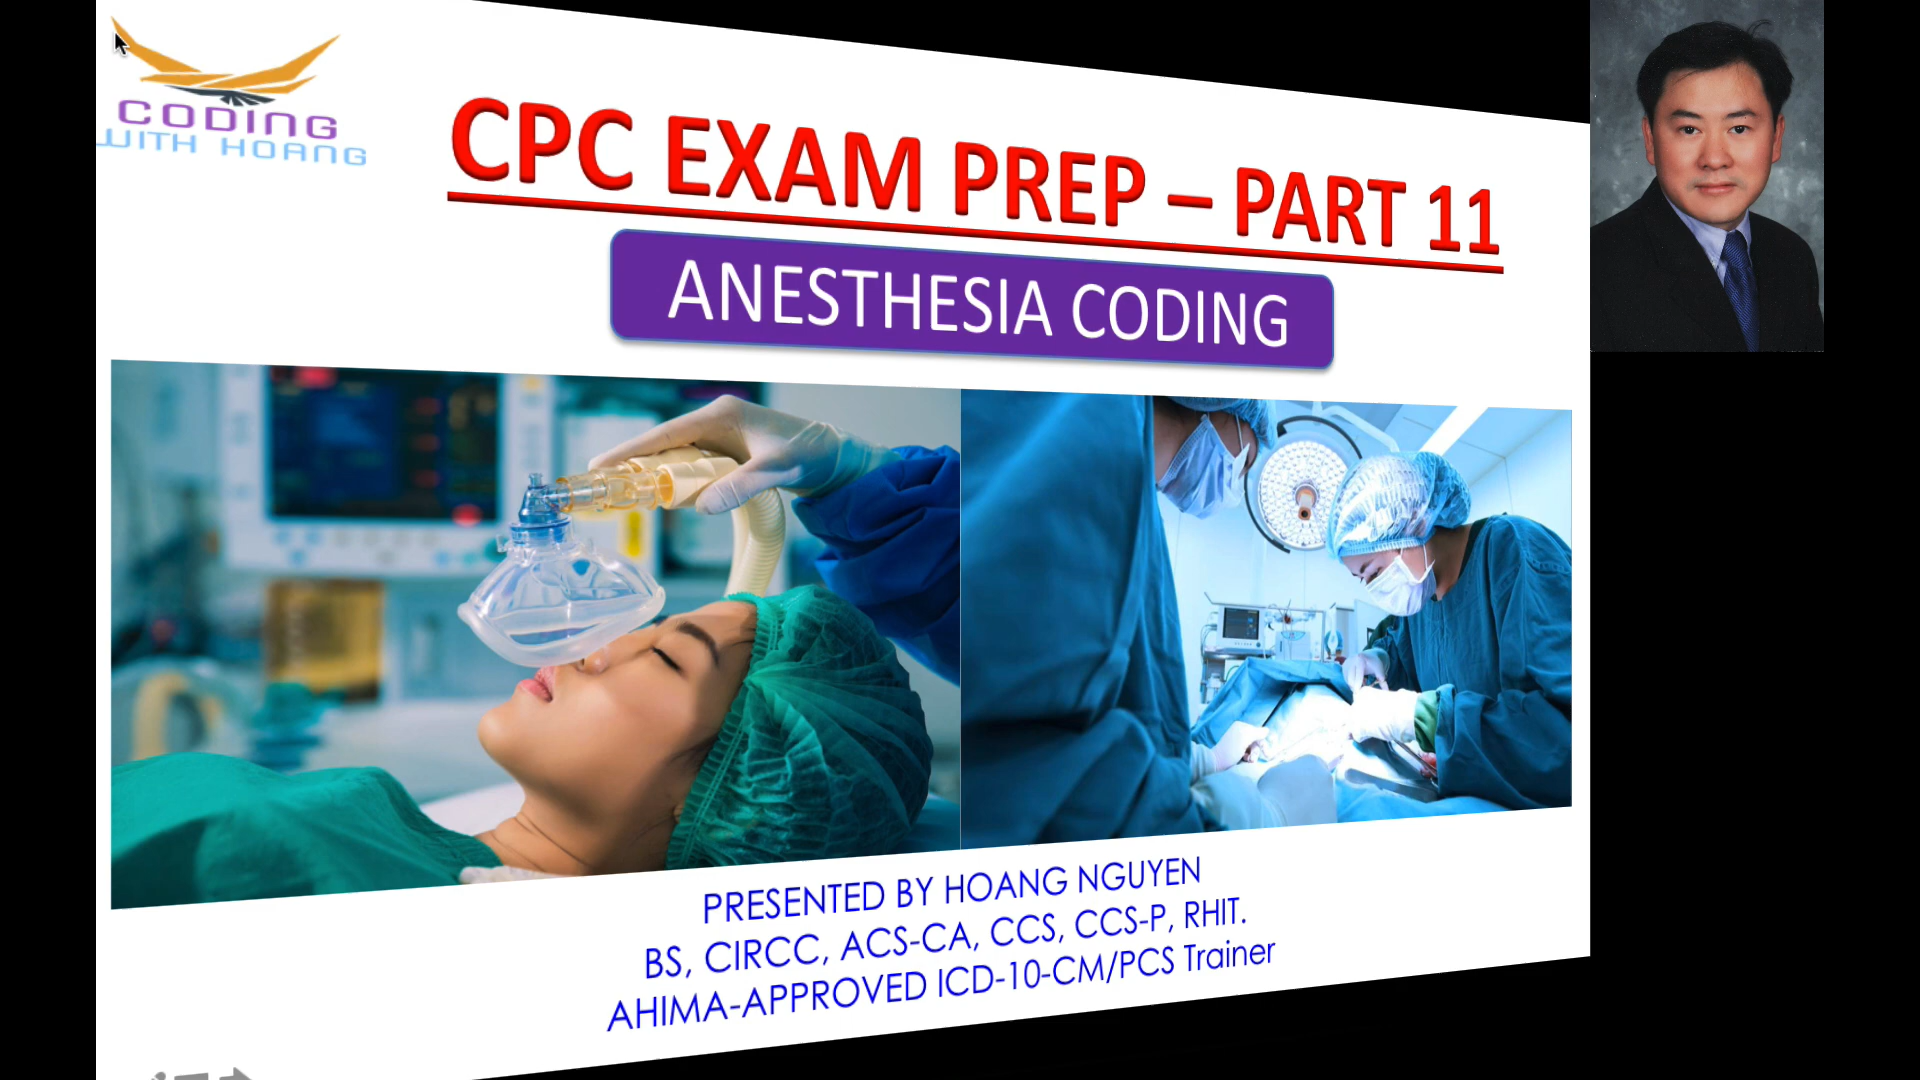 CODING
WITH HOANG
CPC EXAM PREP – PART 11
ANESTHESIA CODING
PRESENTED BY HOANG NGUYEN
BS, CIRCC, ACS-CA, CCS, CCS-P, RHIT.
AHIMA-APPROVED ICD-10-CM/PCS Trainer